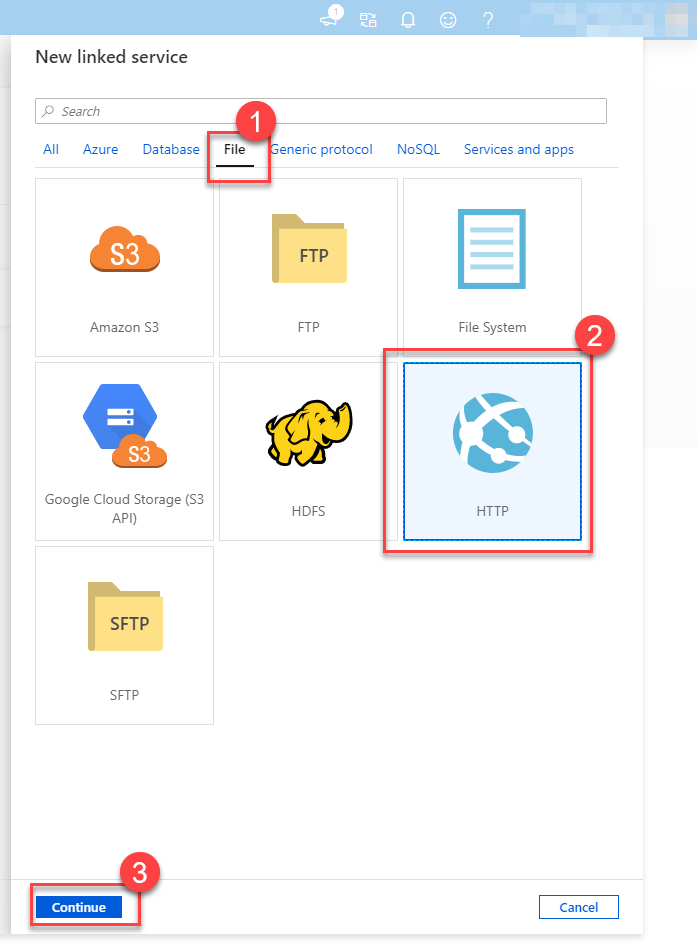 1
?
New linked service
Search
1
All Azure Database File Generic protocol NoSQL Services and apps
S3
FTP
Amazon S3
FTP
File System
2
S3
Google Cloud Storage (S3
API)
HDFS
HTTP
SFTP
SFTP
3
Continue
Cancel